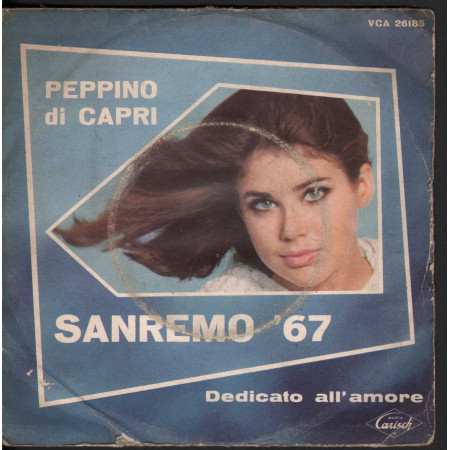 VCA 26185
PEPPINO
di CAPRI
SANREMO '67
Dedicato all'amore
Carisch